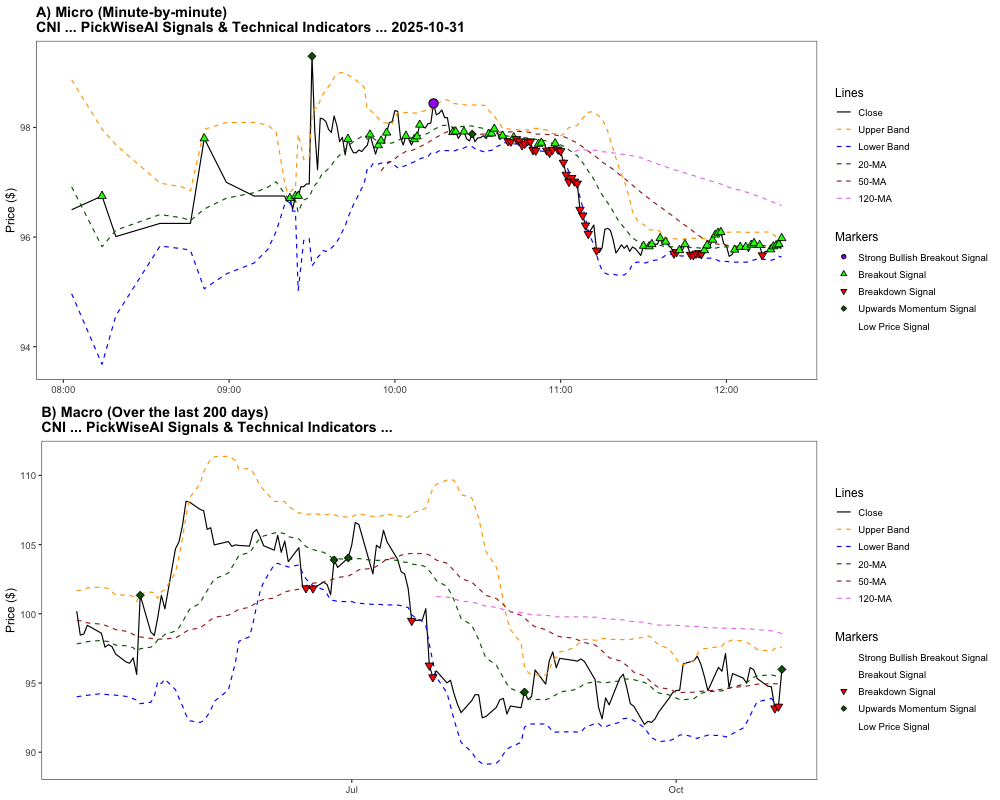 A) Micro (Minute-by-minute)
CNI ... PickWiseAI Signals & Technical Indicators ... 2025-10-31
Price ($)
98
96
94
08:00
09:00
10:00
11:00
12:00
Lines
Close
Upper Band
Lower Band
20-MA
50-MA
120-MA
Markers
Strong Bullish Breakout Signal
Breakout Signal
Breakdown Signal
Upwards Momentum Signal
Low Price Signal
B) Macro (Over the last 200 days)
CNI ... PickWiseAI Signals & Technical Indicators ...
Price ($)
110
105
100
95
90
Jul
Oct
Lines
Close
Upper Band
Lower Band
20-MA
50-MA
120-MA
Markers
Strong Bullish Breakout Signal
Breakout Signal
Breakdown Signal
Upwards Momentum Signal
Low Price Signal